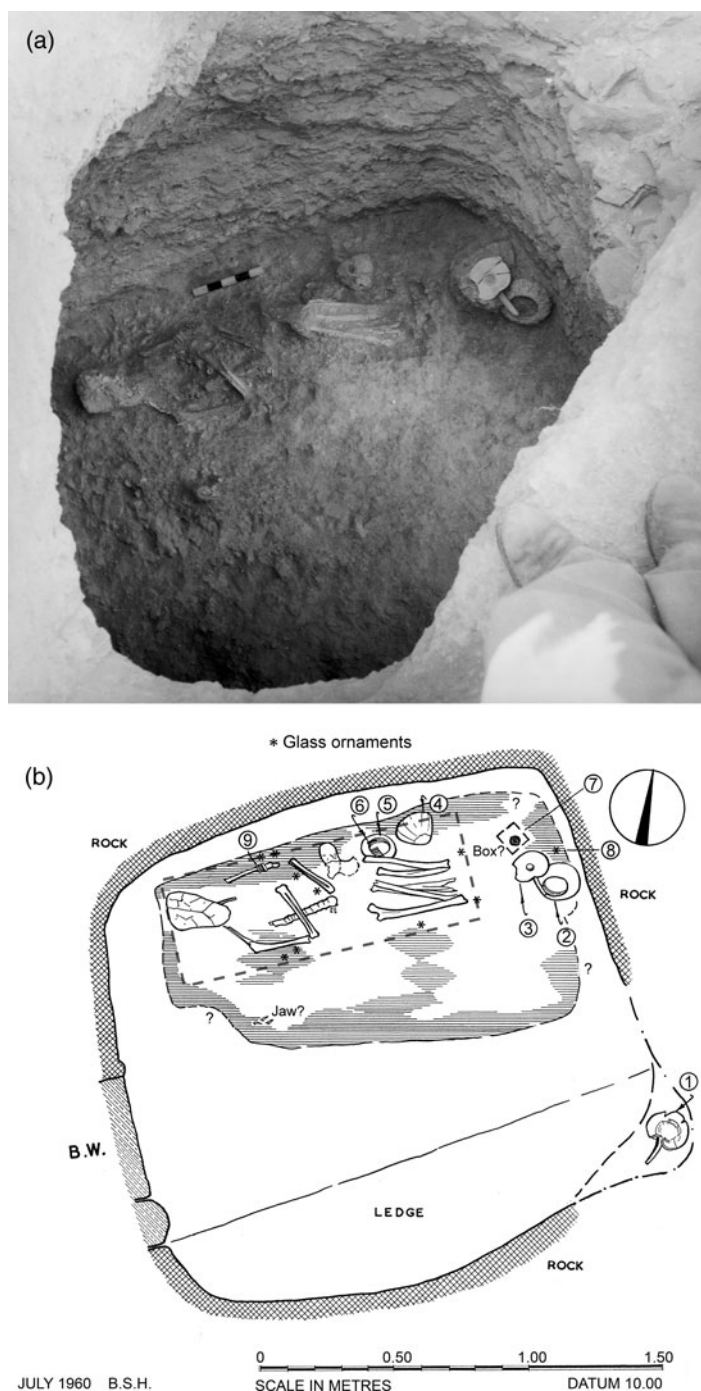 (a)
* Glass ornaments
(b)
ROCK
⑨
⑥
⑤
④
?
⑦
Box?
⑧
ROCK
③
②
?
?
Jaw?
①
B.W.
LEDGE
ROCK
0 0.50 1.00 1.50
JULY 1960 B.S.H. SCALE IN METRES DATUM 10.00